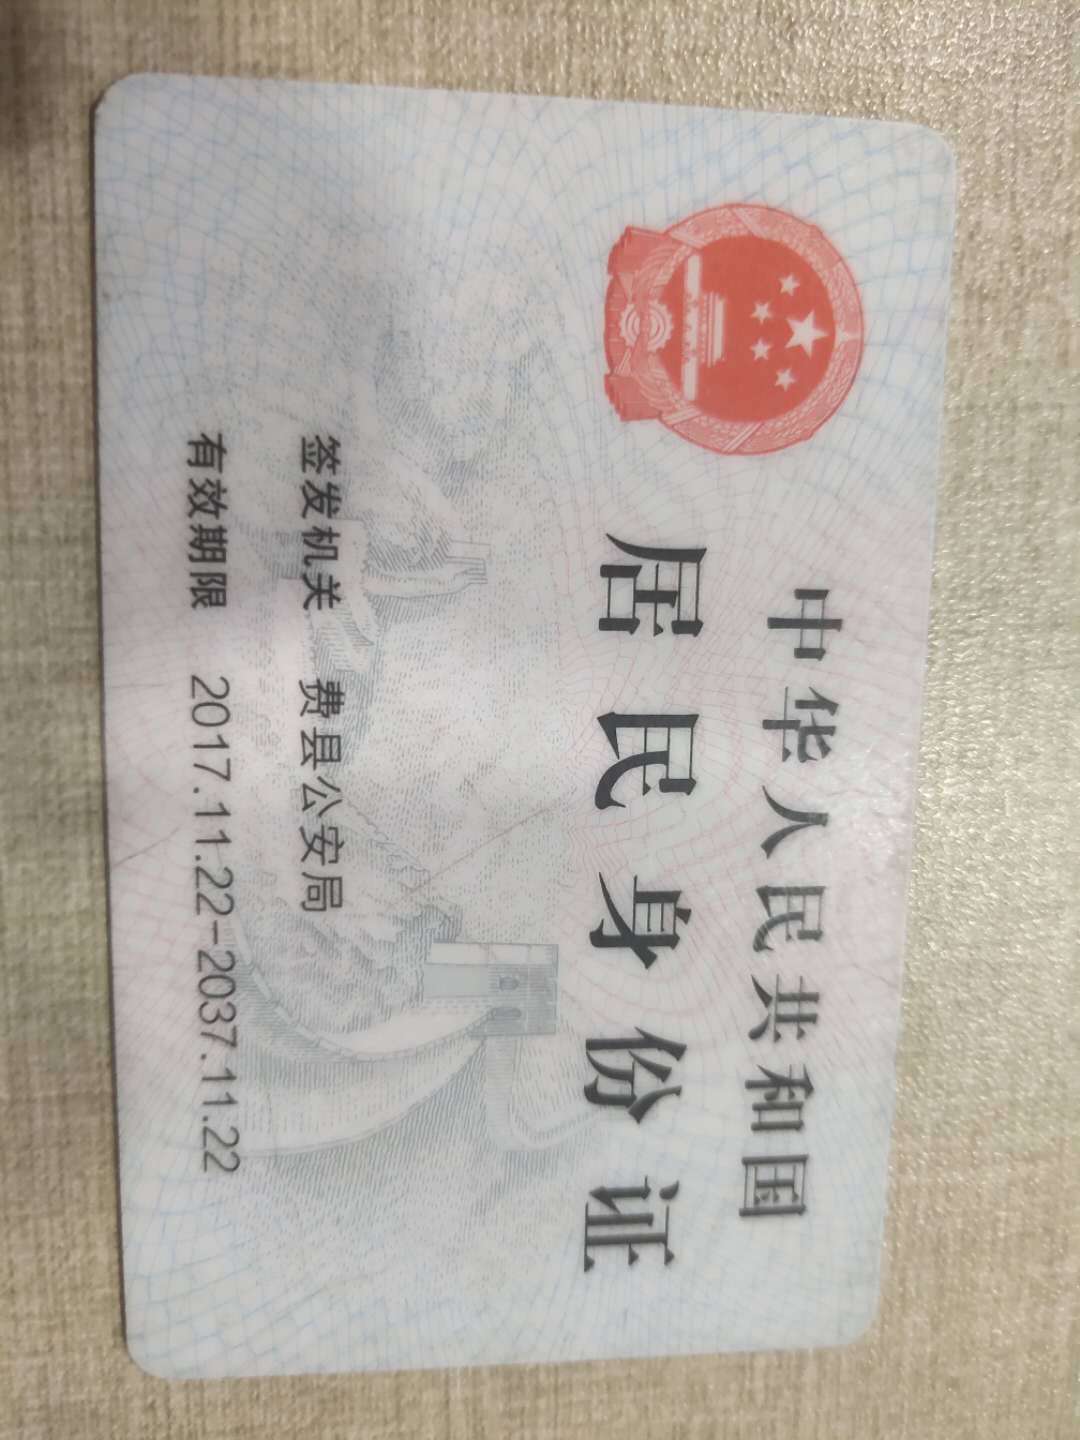 中华人民共和国
居民身份证
签发机关 费县公安局
有效期限 2017.11.22-2037.11.22